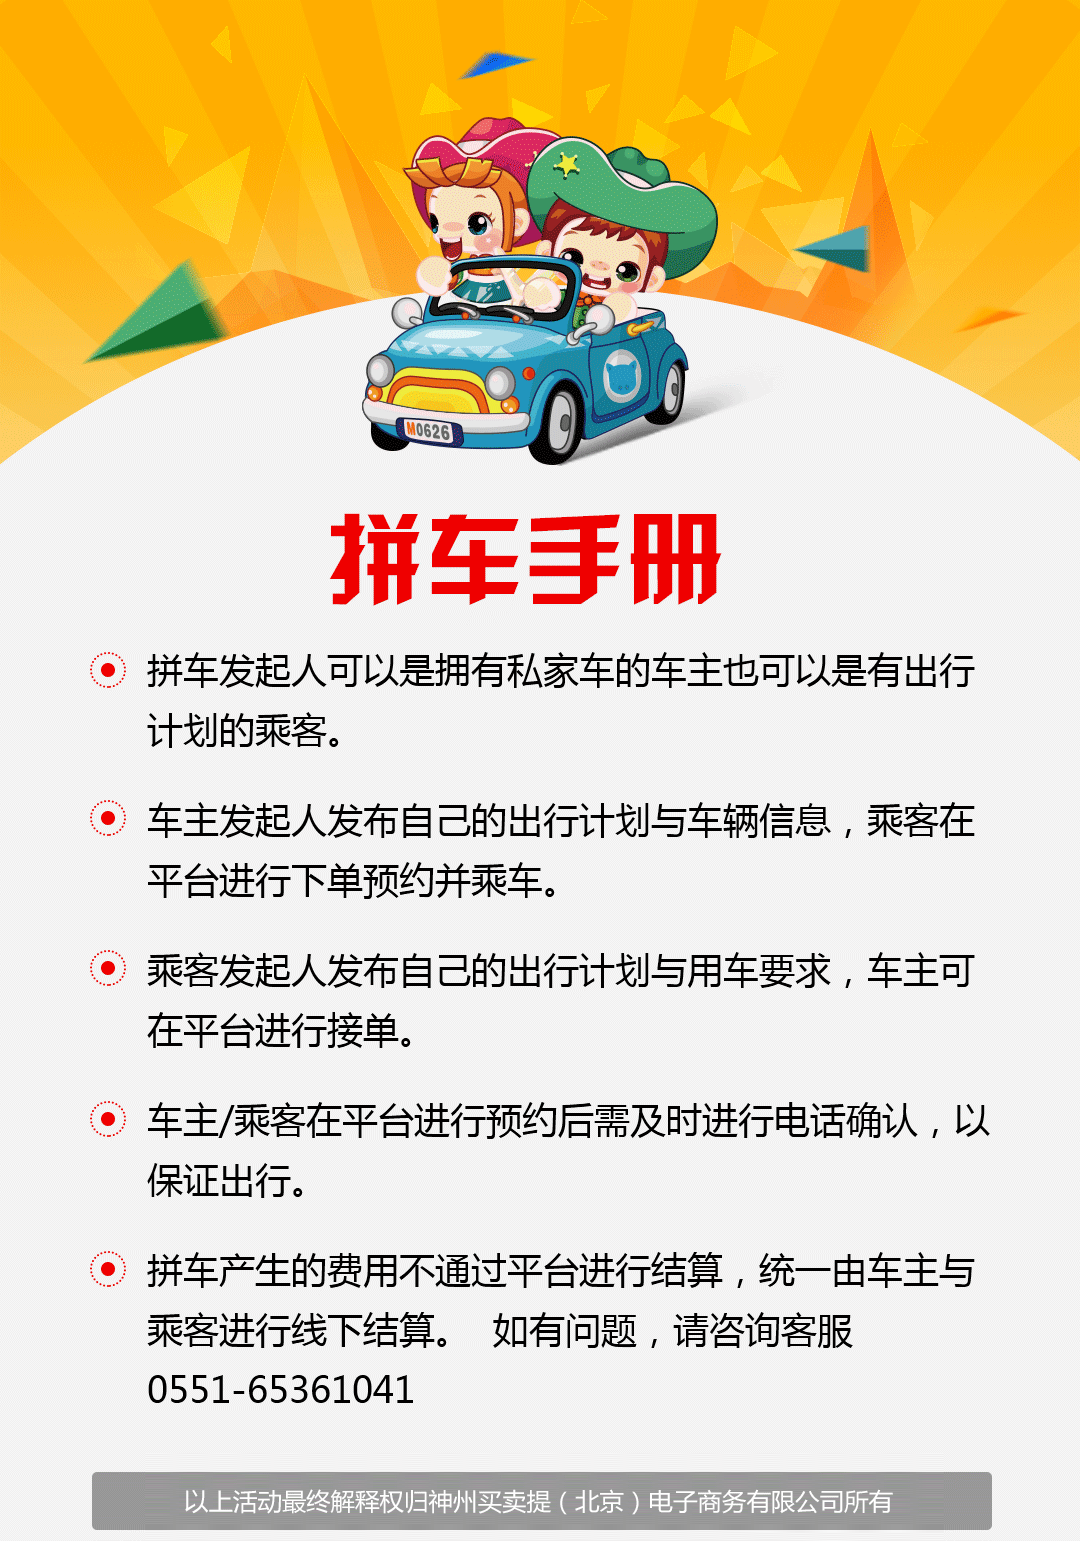 M0626
拼车手册
拼车发起人可以是拥有私家车的车主也可以是有出行
计划的乘客。
车主发起人发布自己的出行计划与车辆信息，乘客在
平台进行下单预约并乘车。
乘客发起人发布自己的出行计划与用车要求，车主可
在平台进行接单。
车主/乘客在平台进行预约后需及时进行电话确认，以
保证出行。
拼车产生的费用不通过平台进行结算，统一由车主与
乘客进行线下结算。 如有问题，请咨询客服
0551-65361041
以上活动最终解释权归神州买卖提（北京）电子商务有限公司所有